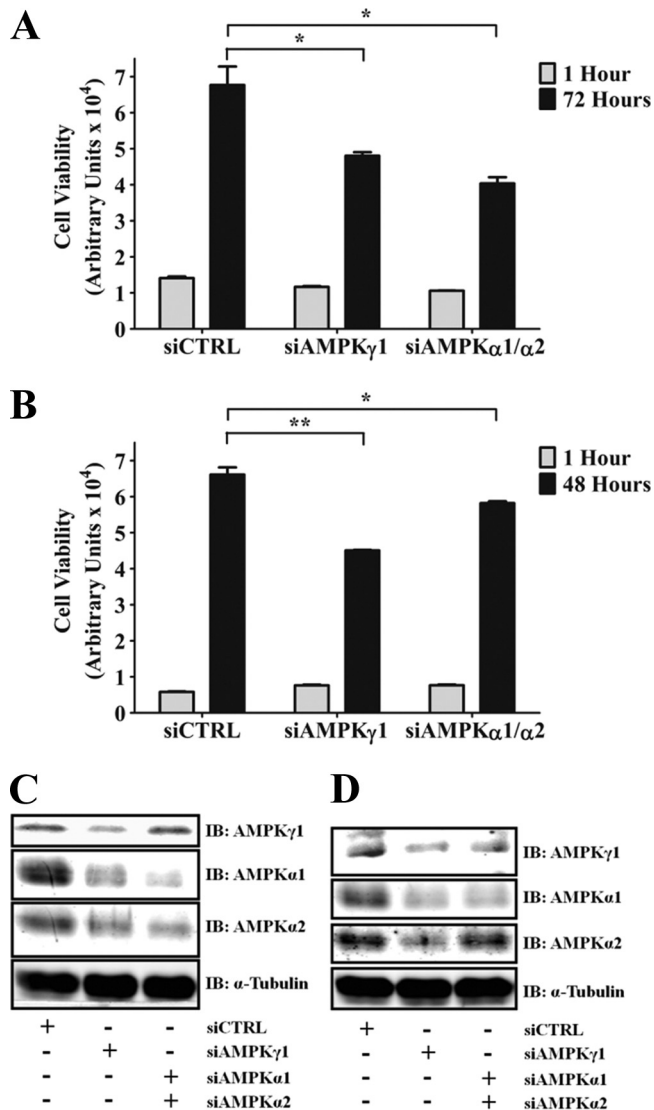 A
*
*
1 Hour
72 Hours
Cell Viability
(Arbitrary Units x 10⁴)
7
6
5
4
3
2
1
0
siCTRL siAMPKγ1 siAMPKα1/α2
B
*
**
1 Hour
48 Hours
Cell Viability
(Arbitrary Units x 10⁴)
7
6
5
4
3
2
1
0
siCTRL siAMPKγ1 siAMPKα1/α2
C
IB: AMPKγ1
IB: AMPKα1
IB: AMPKα2
IB: α-Tubulin
+ - - siCTRL
- + - siAMPKγ1
- - + siAMPKα1
- - + siAMPKα2
D
IB: AMPKγ1
IB: AMPKα1
IB: AMPKα2
IB: α-Tubulin
+ - - siCTRL
- + - siAMPKγ1
- - + siAMPKα1
- - + siAMPKα2